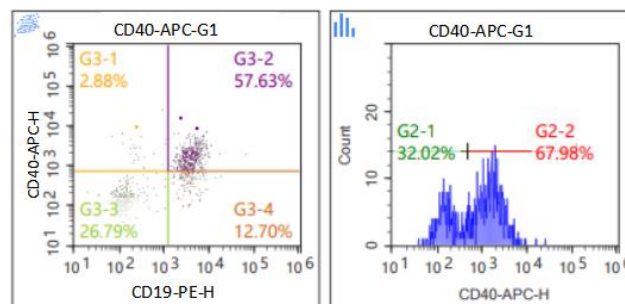 CD40-APC-G1
CD40-APC-H
10^6
10^5
10^4
10^3
10^2
10^1
G3-1
2.88%
G3-2
57.63%
G3-3
26.79%
G3-4
12.70%
10^1 10^2 10^3 10^4 10^5 10^6
CD19-PE-H
CD40-APC-G1
Count
20
10
0
G2-1
32.02%
G2-2
67.98%
10^1 10^2 10^3 10^4 10^5 10^6
CD40-APC-H